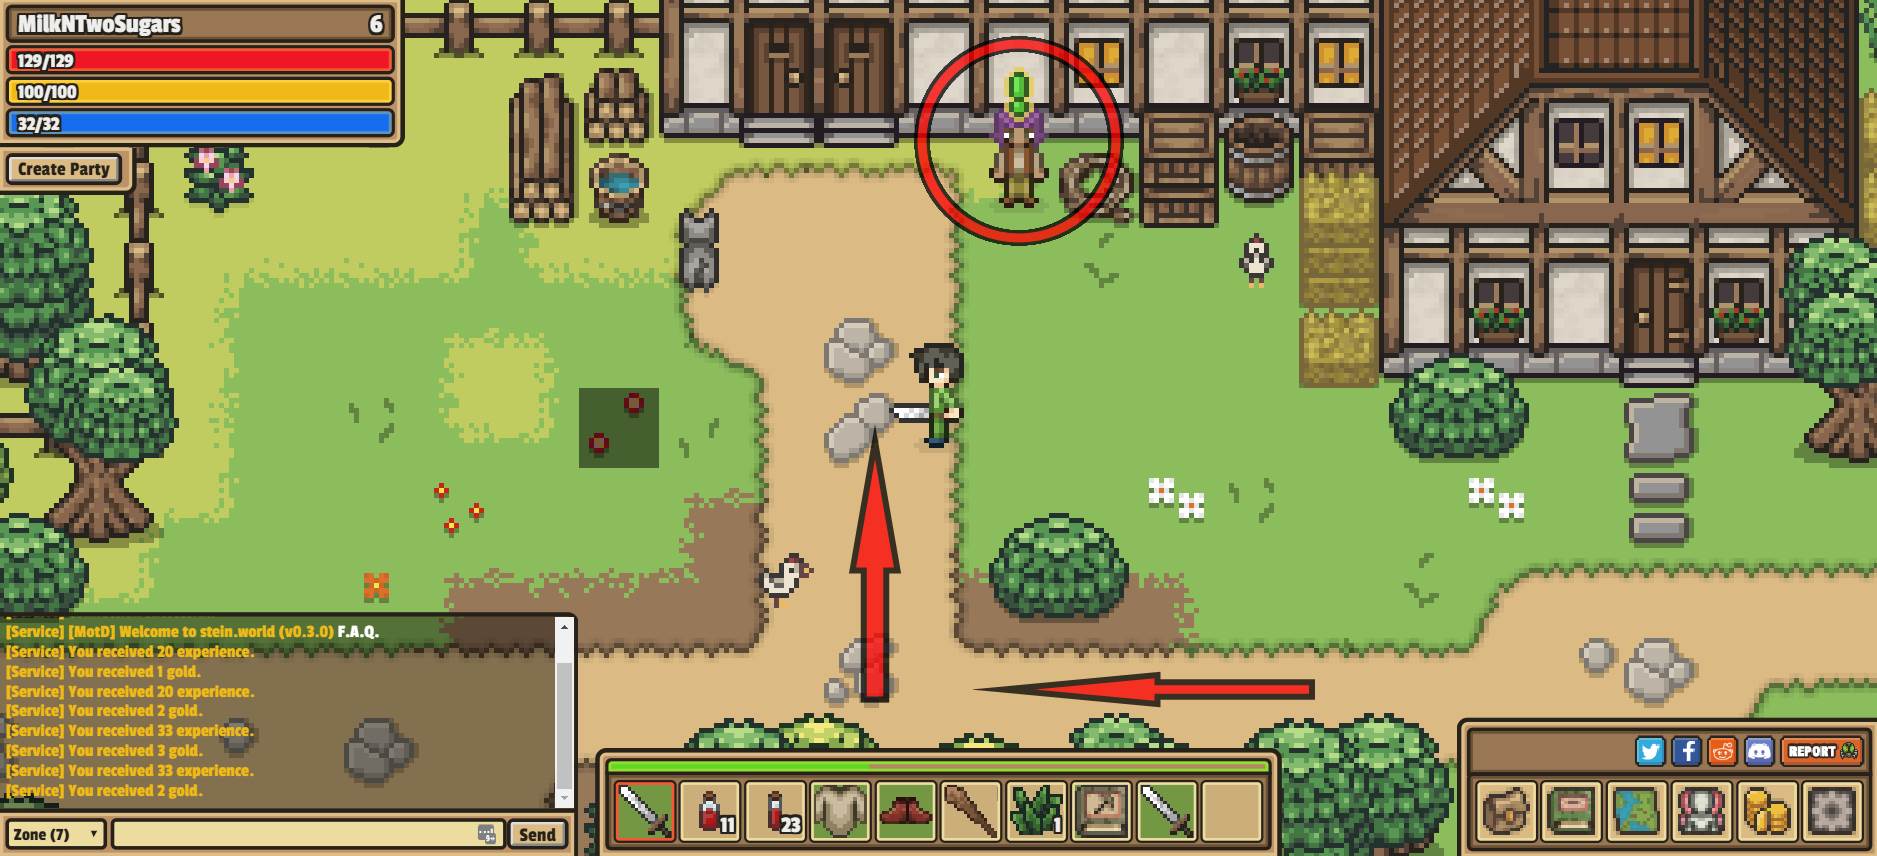 MilkNTwoSugars 6
129/129
100/100
32/32
Create Party
[Service] [MotD] Welcome to stein.world (v0.3.0) F.A.Q.
[Service] You received 20 experience.
[Service] You received 1 gold.
[Service] You received 20 experience.
[Service] You received 2 gold.
[Service] You received 33 experience.
[Service] You received 3 gold.
[Service] You received 33 experience.
[Service] You received 2 gold.
Zone (7)
Send
11
23
1
REPORT